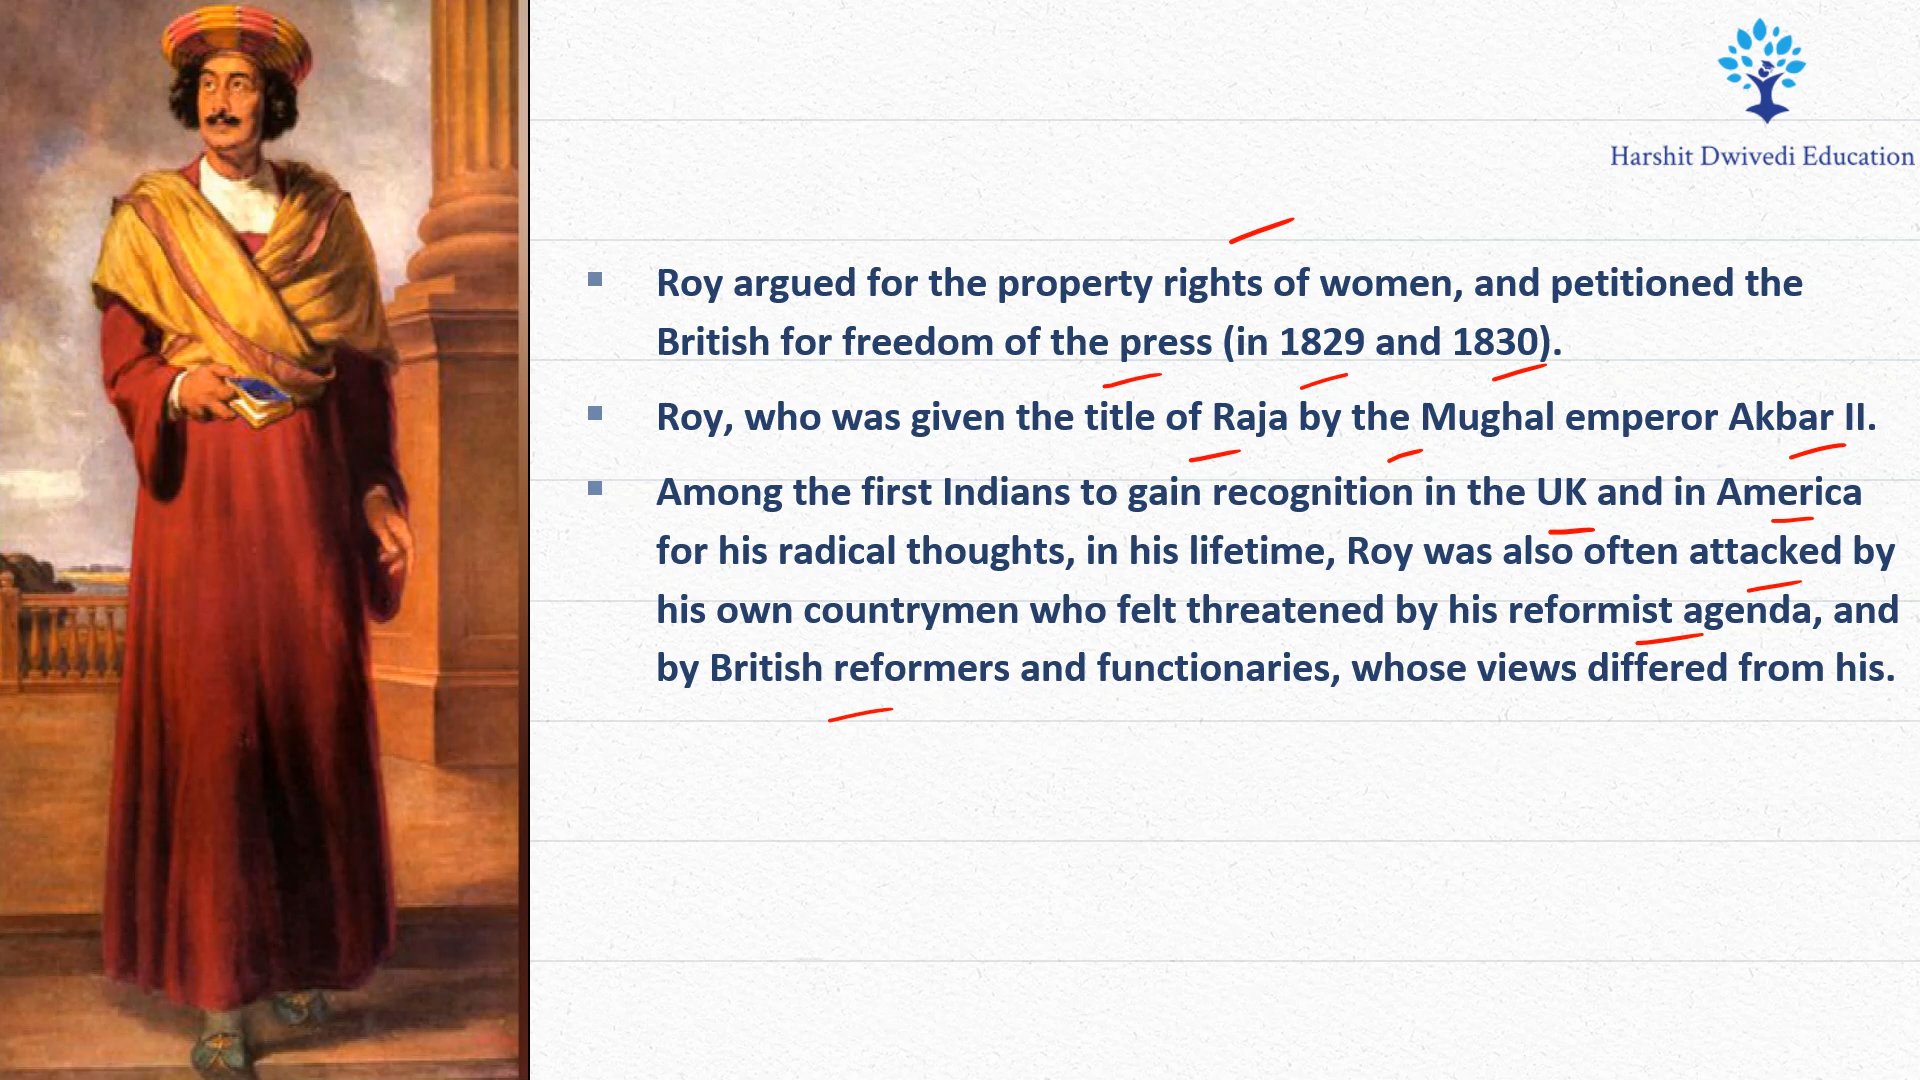 Harshit Dwivedi Education
▪ Roy argued for the property rights of women, and petitioned the
British for freedom of the press (in 1829 and 1830).
▪ Roy, who was given the title of Raja by the Mughal emperor Akbar II.
▪ Among the first Indians to gain recognition in the UK and in America
for his radical thoughts, in his lifetime, Roy was also often attacked by
his own countrymen who felt threatened by his reformist agenda, and
by British reformers and functionaries, whose views differed from his.